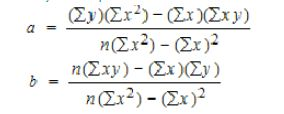 a = (Σy)(Σx²) − (Σx)(Σxy) / n(Σx²) − (Σx)²
b = n(Σxy) − (Σx)(Σy) / n(Σx²) − (Σx)²